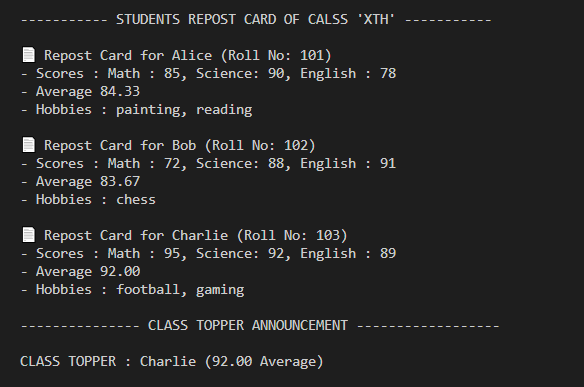 ----------- STUDENTS REPOST CARD OF CALSS 'XTH' -----------
📄 Repost Card for Alice (Roll No: 101)
- Scores : Math : 85, Science: 90, English : 78
- Average 84.33
- Hobbies : painting, reading
📄 Repost Card for Bob (Roll No: 102)
- Scores : Math : 72, Science: 88, English : 91
- Average 83.67
- Hobbies : chess
📄 Repost Card for Charlie (Roll No: 103)
- Scores : Math : 95, Science: 92, English : 89
- Average 92.00
- Hobbies : football, gaming
--------------- CLASS TOPPER ANNOUNCEMENT ------------------
CLASS TOPPER : Charlie (92.00 Average)